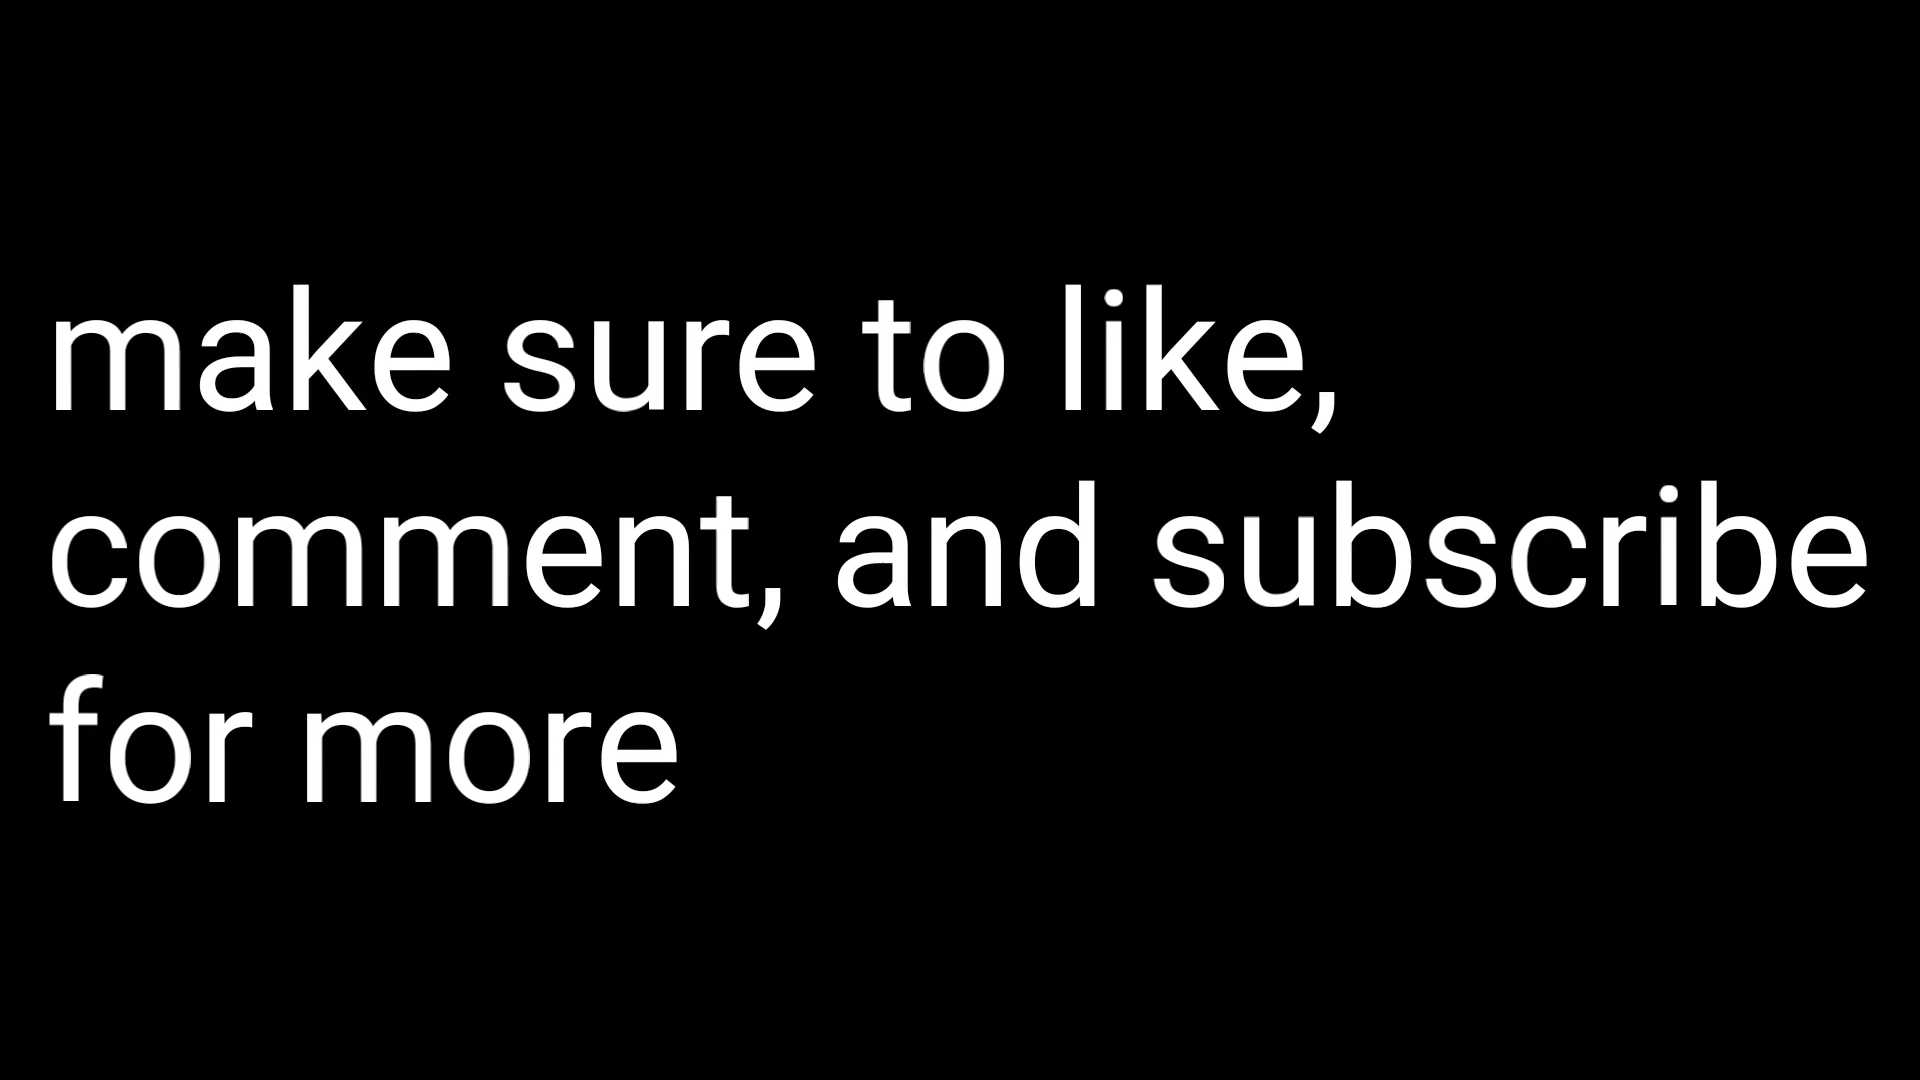 make sure to like,
comment, and subscribe
for more